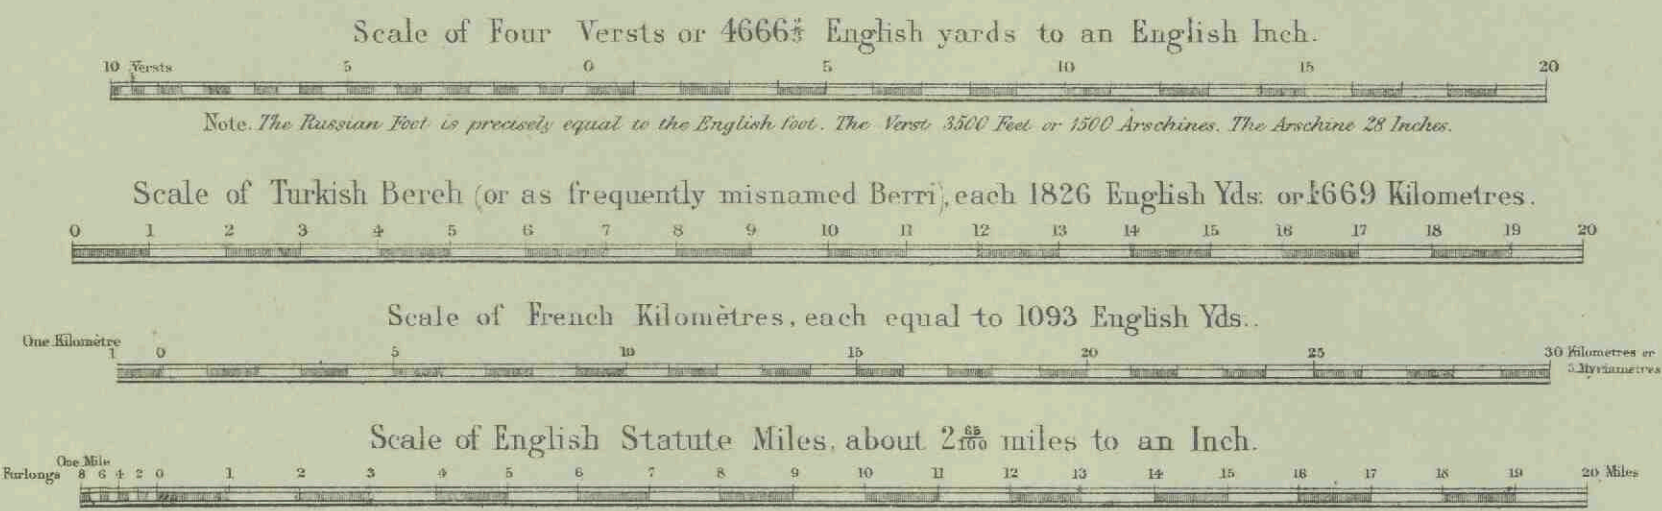 Scale of Four Versts or 4666⅔ English yards to an English Inch.
10 Versts 5 0 5 10 15 20
Note. The Russian Foot is precisely equal to the English foot. The Verst 3500 Feet or 1500 Arschines. The Arschine 28 Inches.
Scale of Turkish Bereh (or as frequently misnamed Berri), each 1826 English Yds: or 1·669 Kilometres.
0 1 2 3 4 5 6 7 8 9 10 11 12 13 14 15 16 17 18 19 20
Scale of French Kilomètres, each equal to 1093 English Yds..
One Kilometre
1 0 5 10 15 20 25 30 Kilometres or
3 Myriametres
Scale of English Statute Miles, about 2 65/100 miles to an Inch.
One Mile
Furlongs 8 6 4 2 0 1 2 3 4 5 6 7 8 9 10 11 12 13 14 15 16 17 18 19 20 Miles